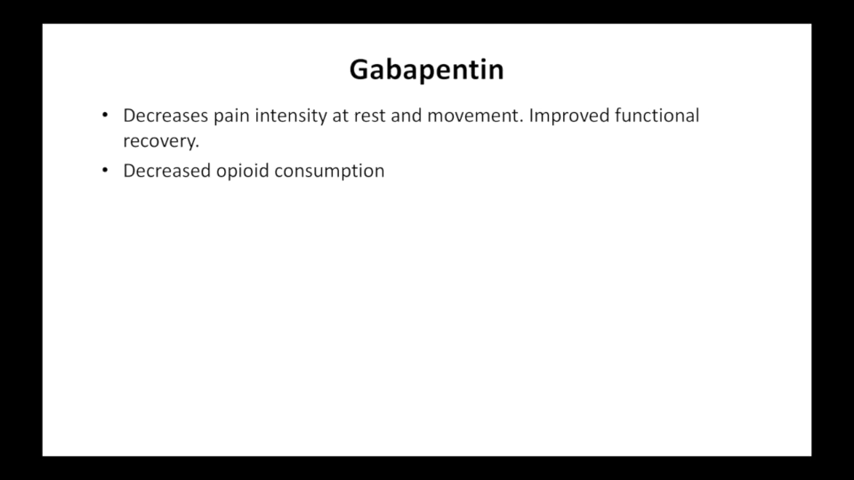 Gabapentin
• Decreases pain intensity at rest and movement. Improved functional
recovery.
• Decreased opioid consumption